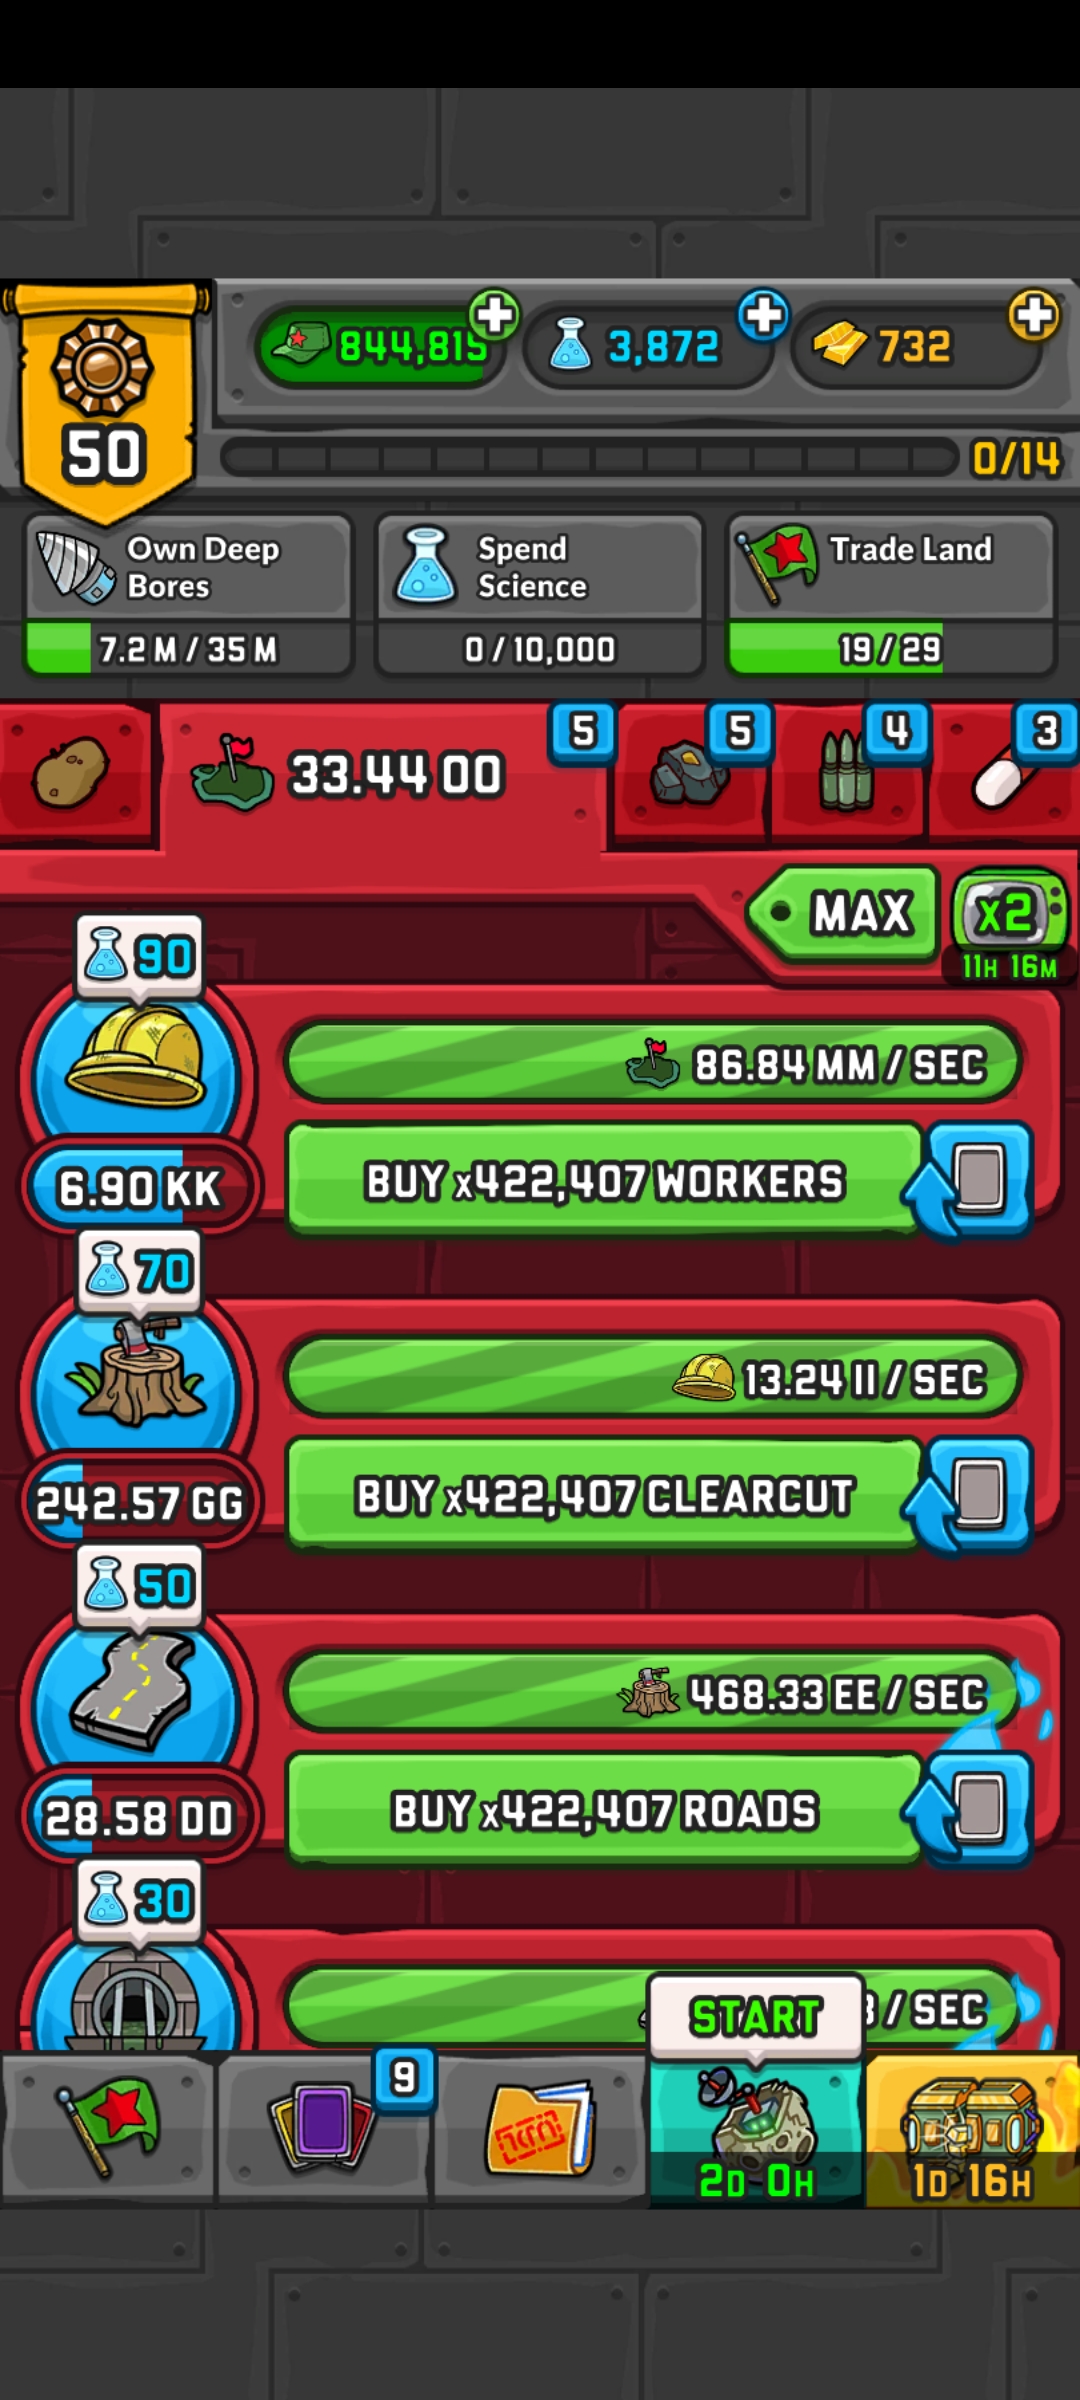 844,815
3,872
732
50
0/14
Own Deep
Bores
7.2 M / 35 M
Spend
Science
0 / 10,000
Trade Land
19 / 29
33.44 OO
5
5
4
3
MAX
x2
11H 16M
90
86.84 MM / SEC
6.90 KK
BUY x422,407 WORKERS
70
13.24 II / SEC
242.57 GG
BUY x422,407 CLEARCUT
50
468.33 EE / SEC
28.58 DD
BUY x422,407 ROADS
30
/ SEC
START
9
2D 0H
1D 16H